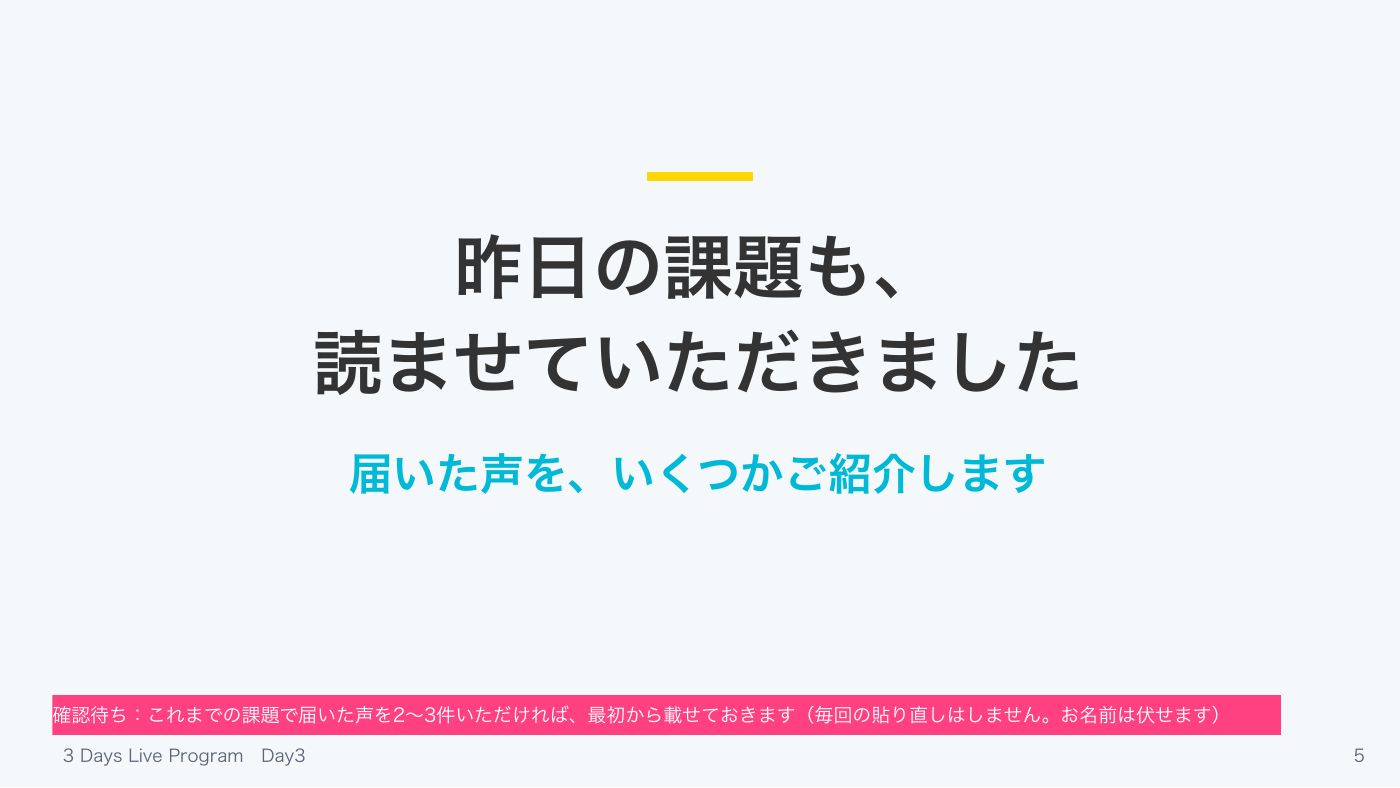 昨日の課題も、
読ませていただきました
届いた声を、いくつかご紹介します
確認待ち：これまでの課題で届いた声を2〜3件いただければ、最初から載せておきます（毎回の貼り直しはしません。お名前は伏せます）
3 Days Live Program　Day3
5